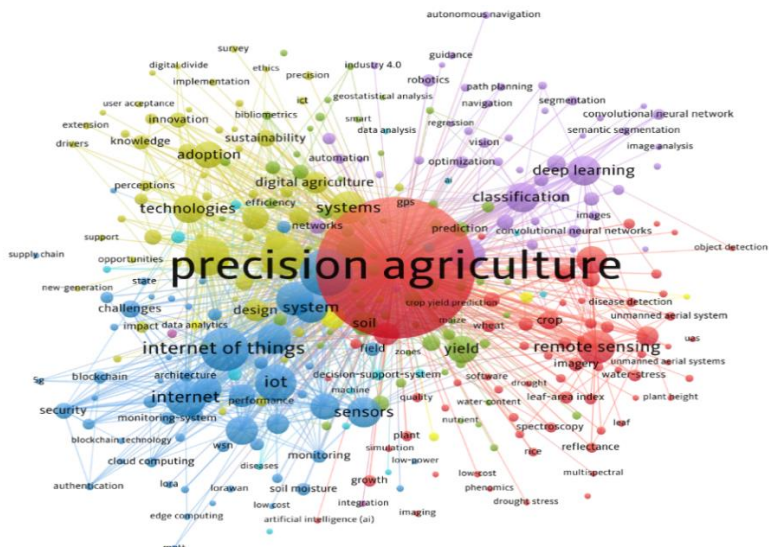 autonomous navigation
survey
digital divide
ethics
industry 4.0
guidance
implementation
precision
robotics
path planning
user acceptance
ict
geostatistical analysis
navigation
segmentation
extension
innovation
bibliometrics
smart
regression
convolutional neural network
drivers
knowledge
sustainability
data analysis
vision
semantic segmentation
adoption
automation
optimization
image analysis
perceptions
digital agriculture
deep learning
technologies
efficiency
systems
gps
classification
images
networks
prediction
convolutional neural networks
support
supply chain
opportunities
object detection
precision agriculture
new-generation
state
challenges
design
system
crop yield prediction
disease detection
unmanned aerial system
impact
data analytics
soil
maize
wheat
crop
uas
internet of things
field
zones
yield
remote sensing
imagery
unmanned aerial systems
5g
blockchain
architecture
iot
decision-support-system
software
drought
water-stress
internet
performance
machine
quality
water-content
leaf-area index
plant height
security
monitoring-system
sensors
nutrient
spectroscopy
leaf
blockchain technology
wsn
plant
simulation
rice
reflectance
cloud computing
diseases
monitoring
low-power
authentication
lora
lorawan
soil moisture
growth
low-cost
phenomics
multispectral
edge computing
low cost
integration
drought stress
artificial intelligence (ai)
imaging